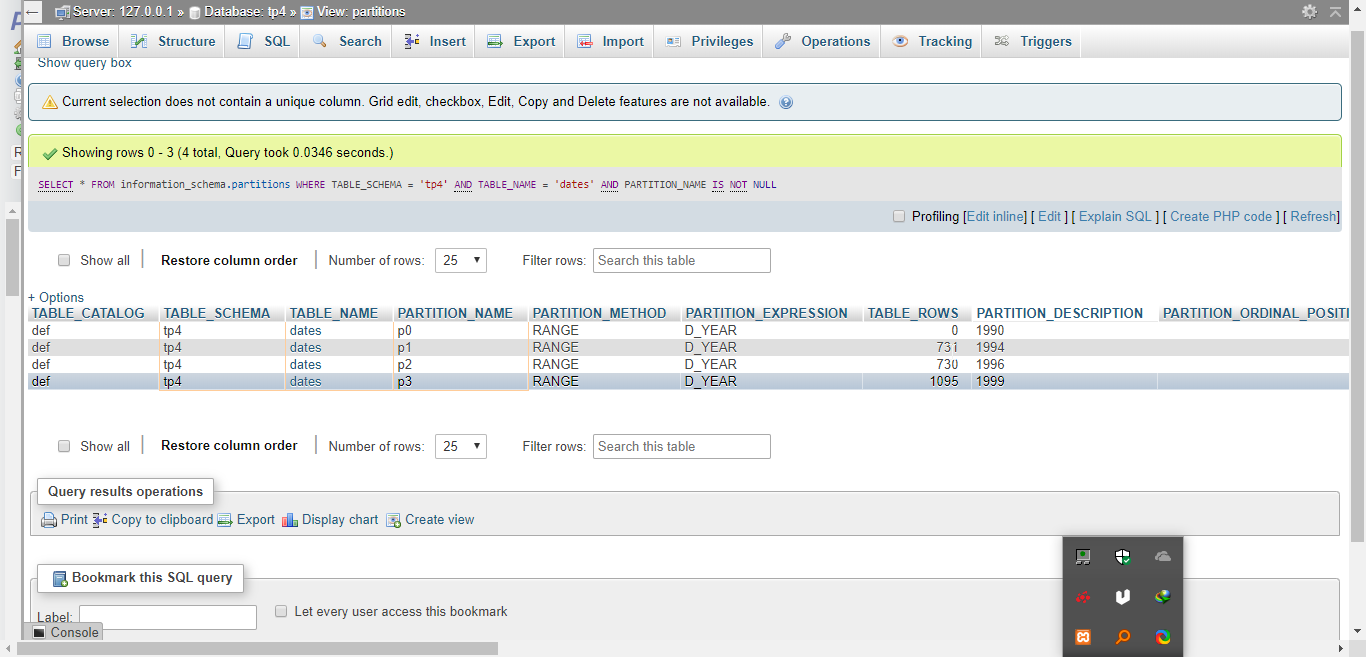 Server: 127.0.0.1 » Database: tp4 » View: partitions
Browse Structure SQL Search Insert Export Import Privileges Operations Tracking Triggers
Show query box
Current selection does not contain a unique column. Grid edit, checkbox, Edit, Copy and Delete features are not available.
Showing rows 0 - 3 (4 total, Query took 0.0346 seconds.)
SELECT * FROM information_schema.partitions WHERE TABLE_SCHEMA = 'tp4' AND TABLE_NAME = 'dates' AND PARTITION_NAME IS NOT NULL
Profiling [Edit inline] [ Edit ] [ Explain SQL ] [ Create PHP code ] [ Refresh]
Show all Restore column order Number of rows: 25 Filter rows: Search this table
+ Options
TABLE_CATALOG TABLE_SCHEMA TABLE_NAME PARTITION_NAME PARTITION_METHOD PARTITION_EXPRESSION TABLE_ROWS PARTITION_DESCRIPTION PARTITION_ORDINAL_POSITI
def tp4 dates p0 RANGE D_YEAR 0 1990
def tp4 dates p1 RANGE D_YEAR 731 1994
def tp4 dates p2 RANGE D_YEAR 730 1996
def tp4 dates p3 RANGE D_YEAR 1095 1999
Show all Restore column order Number of rows: 25 Filter rows: Search this table
Query results operations
Print Copy to clipboard Export Display chart Create view
Bookmark this SQL query
Label: Let every user access this bookmark
Console